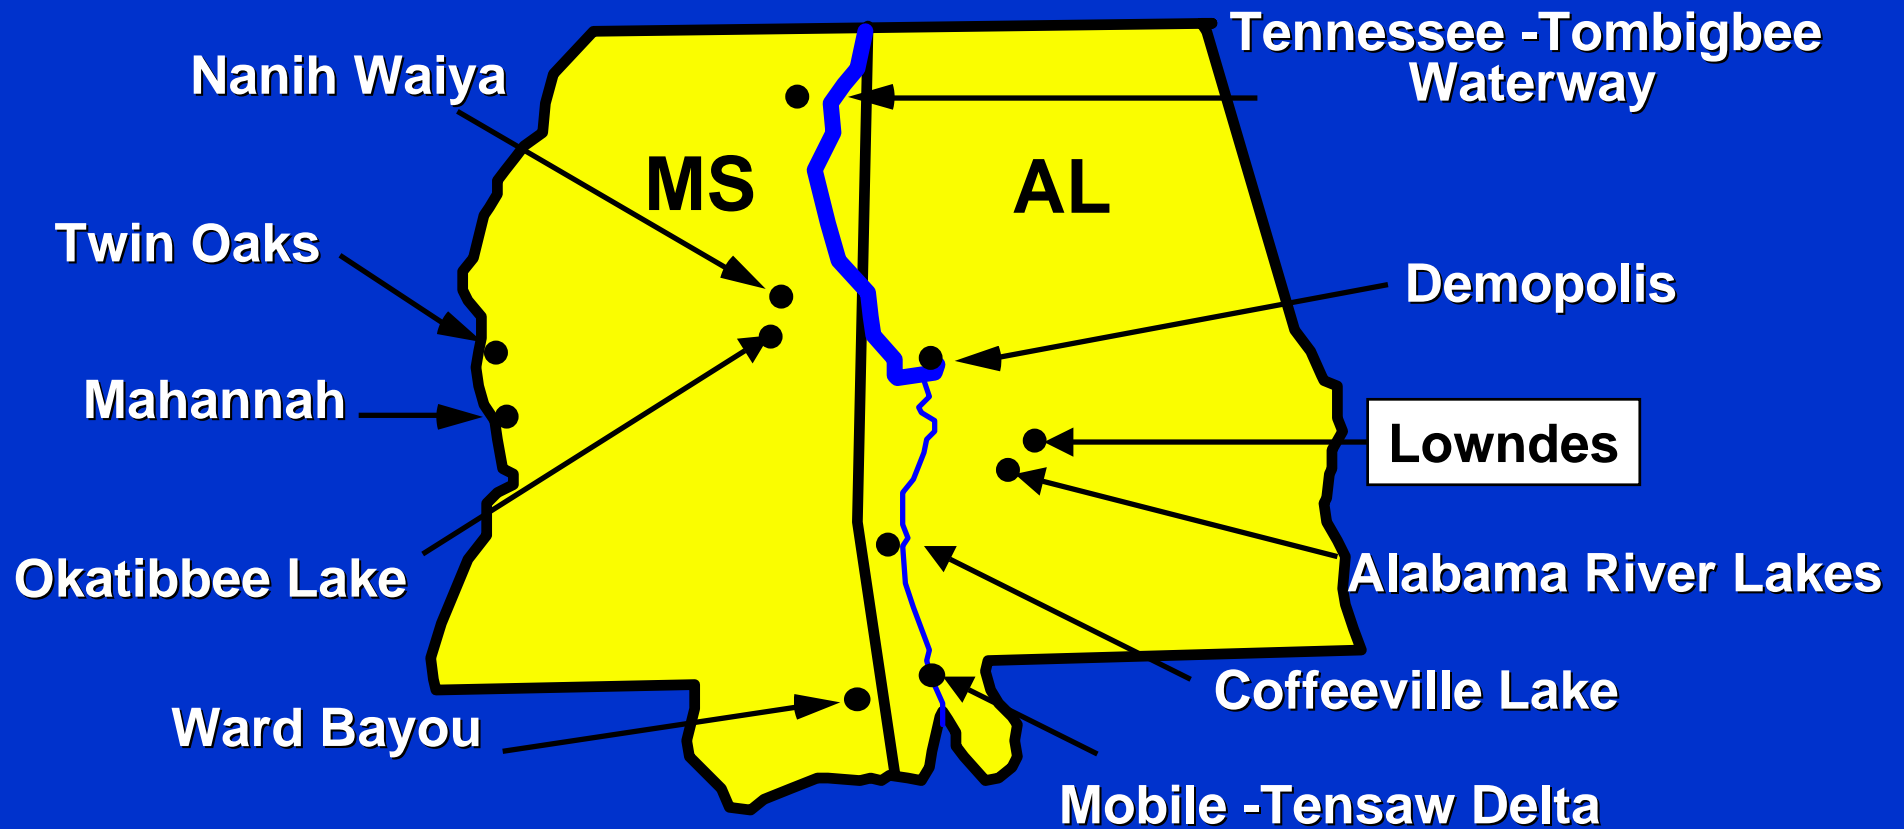 Tennessee -Tombigbee
Waterway
Nanih Waiya
MS
AL
Twin Oaks
Demopolis
Mahannah
Lowndes
Okatibbee Lake
Alabama River Lakes
Coffeeville Lake
Ward Bayou
Mobile -Tensaw Delta